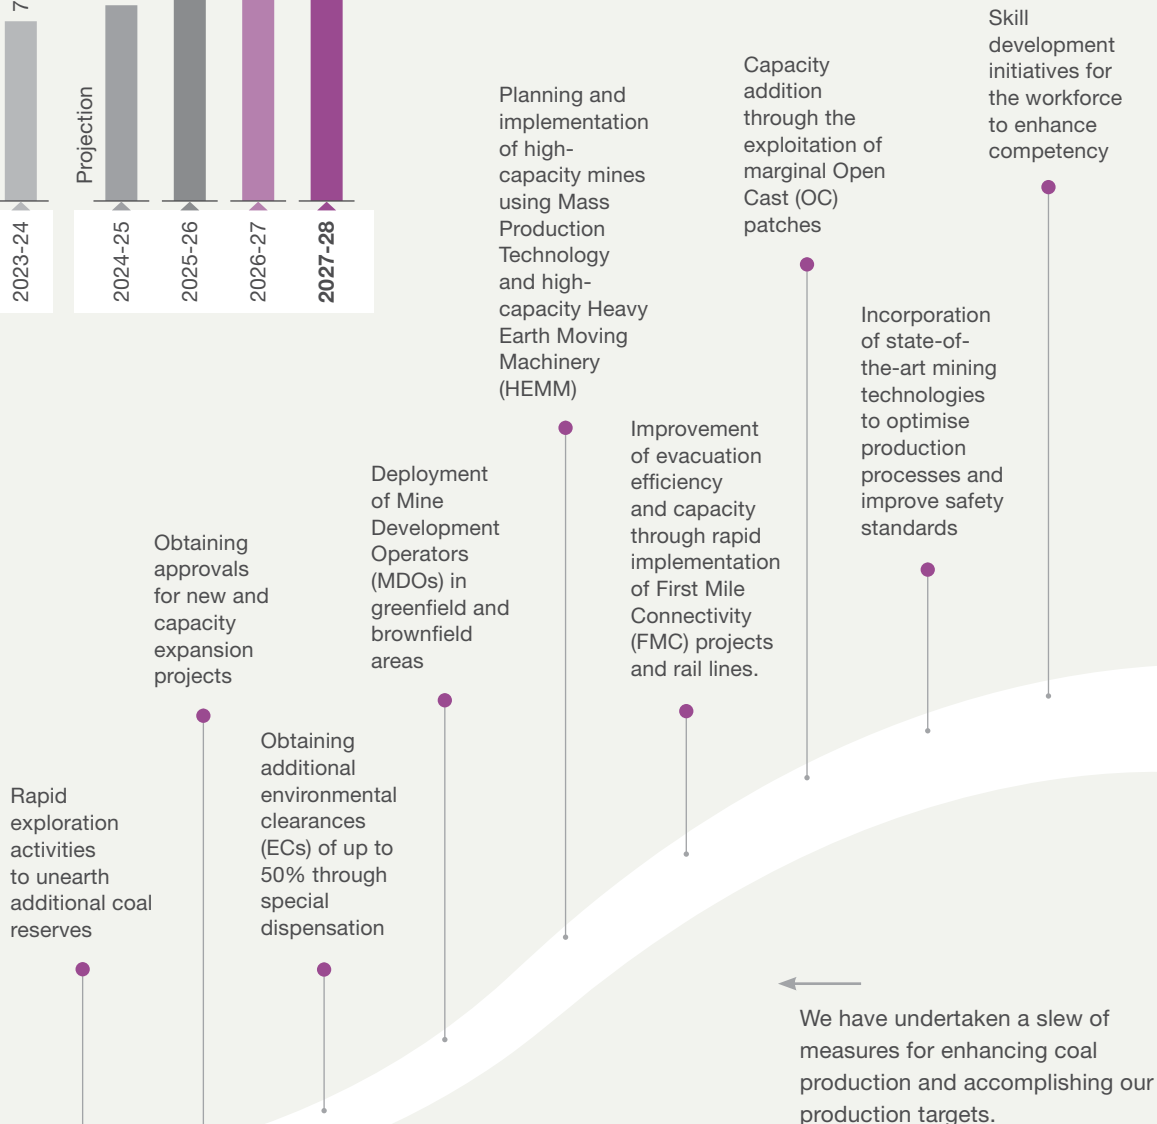 7
Projection
2023-24
2024-25
2025-26
2026-27
2027-28
Rapid
exploration
activities
to unearth
additional coal
reserves
Obtaining
approvals
for new and
capacity
expansion
projects
Obtaining
additional
environmental
clearances
(ECs) of up to
50% through
special
dispensation
Deployment
of Mine
Development
Operators
(MDOs) in
greenfield and
brownfield
areas
Planning and
implementation
of high-
capacity mines
using Mass
Production
Technology
and high-
capacity Heavy
Earth Moving
Machinery
(HEMM)
Improvement
of evacuation
efficiency
and capacity
through rapid
implementation
of First Mile
Connectivity
(FMC) projects
and rail lines.
Capacity
addition
through the
exploitation of
marginal Open
Cast (OC)
patches
Incorporation
of state-of-
the-art mining
technologies
to optimise
production
processes and
improve safety
standards
Skill
development
initiatives for
the workforce
to enhance
competency
We have undertaken a slew of
measures for enhancing coal
production and accomplishing our
production targets.